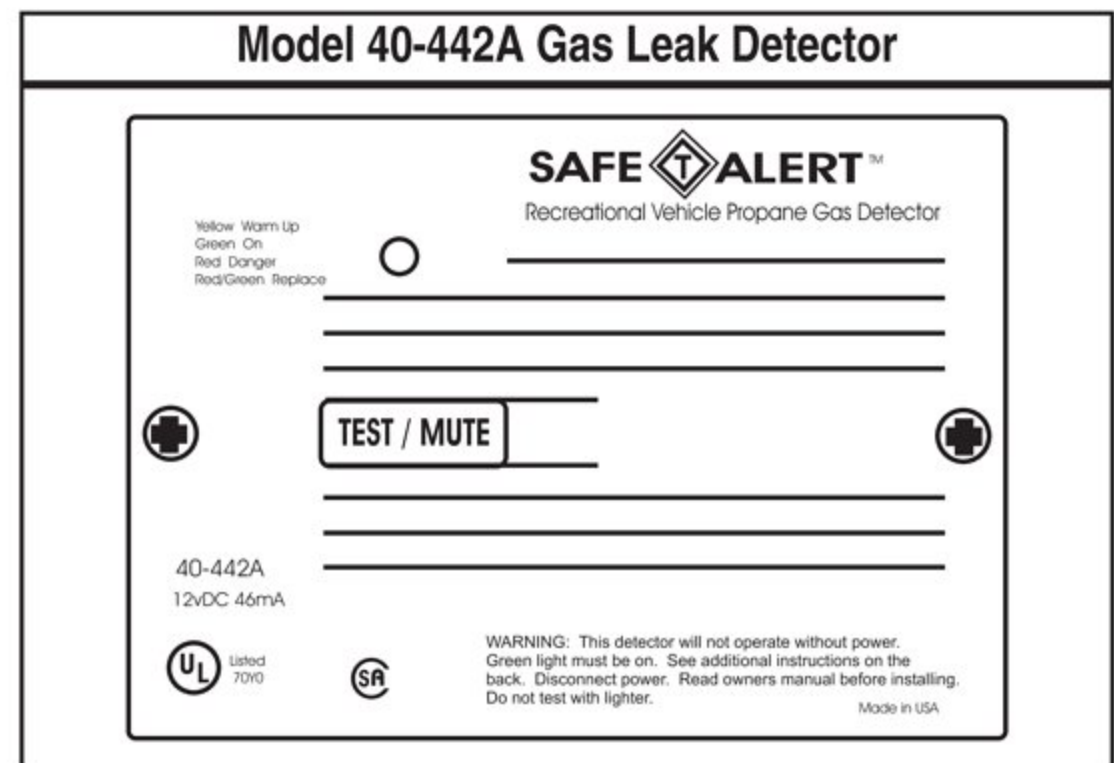 Model 40-442A Gas Leak Detector
SAFE T ALERT™
Recreational Vehicle Propane Gas Detector
Yellow Warm Up
Green On
Red Danger
Red/Green Replace
TEST / MUTE
40-442A
12vDC 46mA
UL Listed
70Y0
SA
WARNING: This detector will not operate without power.
Green light must be on. See additional instructions on the
back. Disconnect power. Read owners manual before installing.
Do not test with lighter.
Made in USA